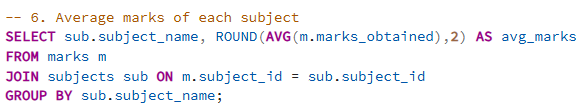 -- 6. Average marks of each subject
SELECT sub.subject_name, ROUND(AVG(m.marks_obtained),2) AS avg_marks
FROM marks m
JOIN subjects sub ON m.subject_id = sub.subject_id
GROUP BY sub.subject_name;